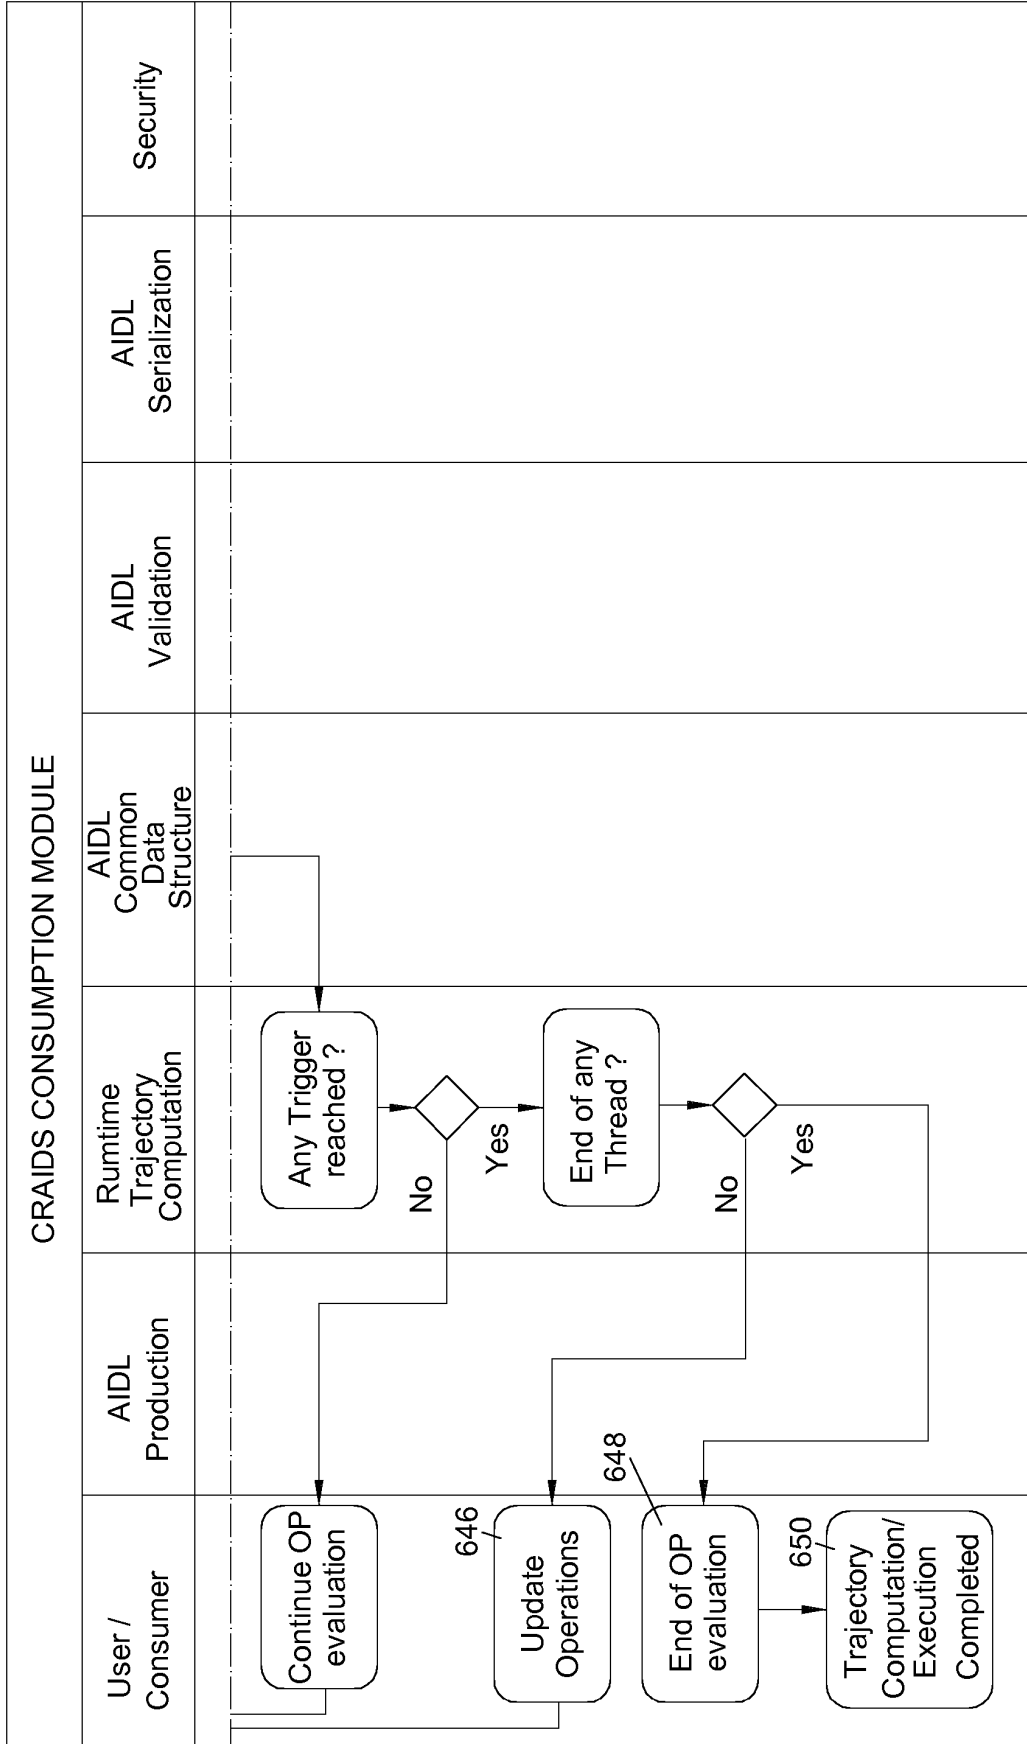 CRAIDS CONSUMPTION MODULE
User /
Consumer
AIDL
Production
Rumtime
Trajectory
Computation
AIDL
Common
Data
Structure
AIDL
Validation
AIDL
Serialization
Security
Continue OP
evaluation
Any Trigger
reached ?
No
Yes
646
Update
Operations
End of any
Thread ?
No
Yes
648
End of OP
evaluation
650
Trajectory
Computation/
Execution
Completed